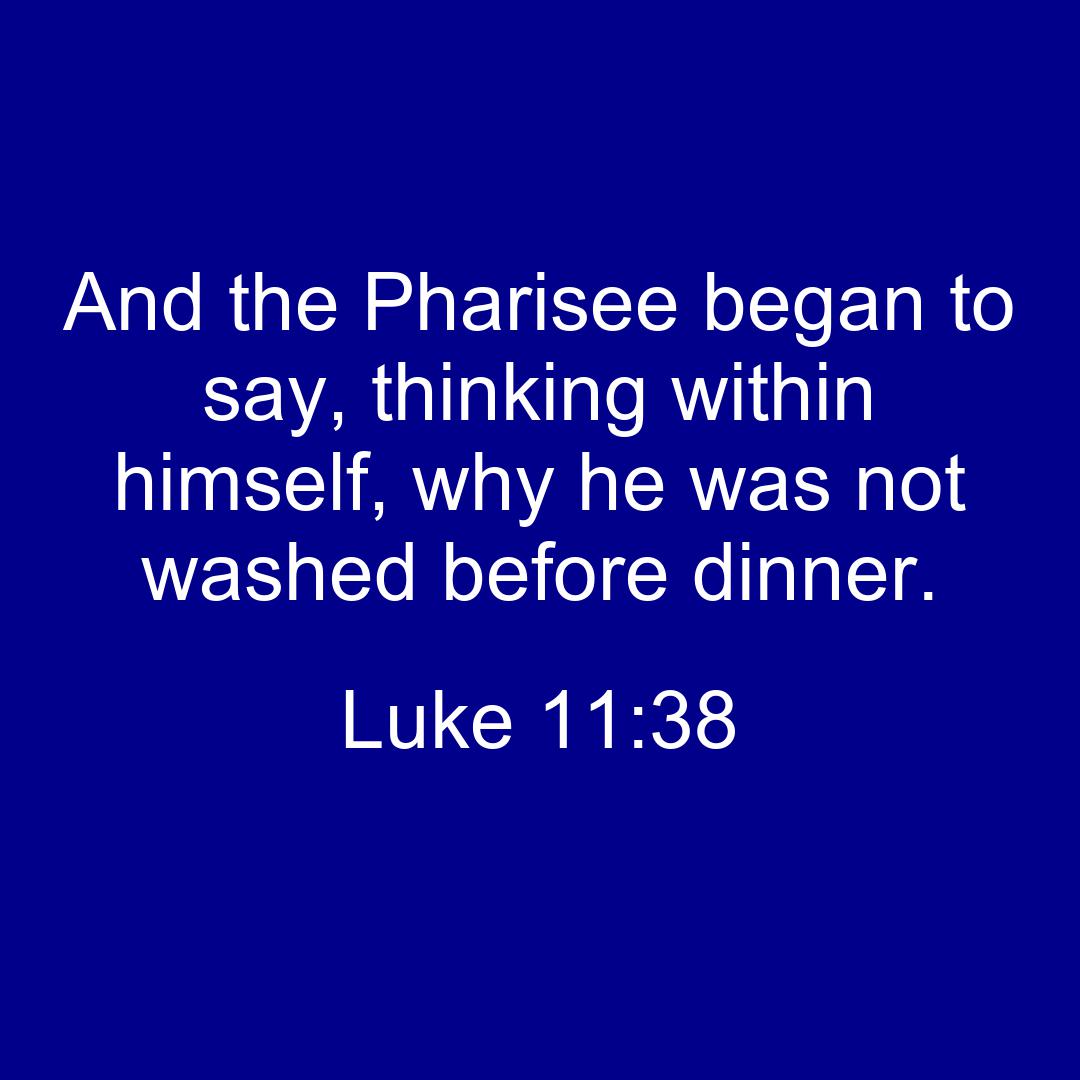 And the Pharisee began to
say, thinking within
himself, why he was not
washed before dinner.
Luke 11:38